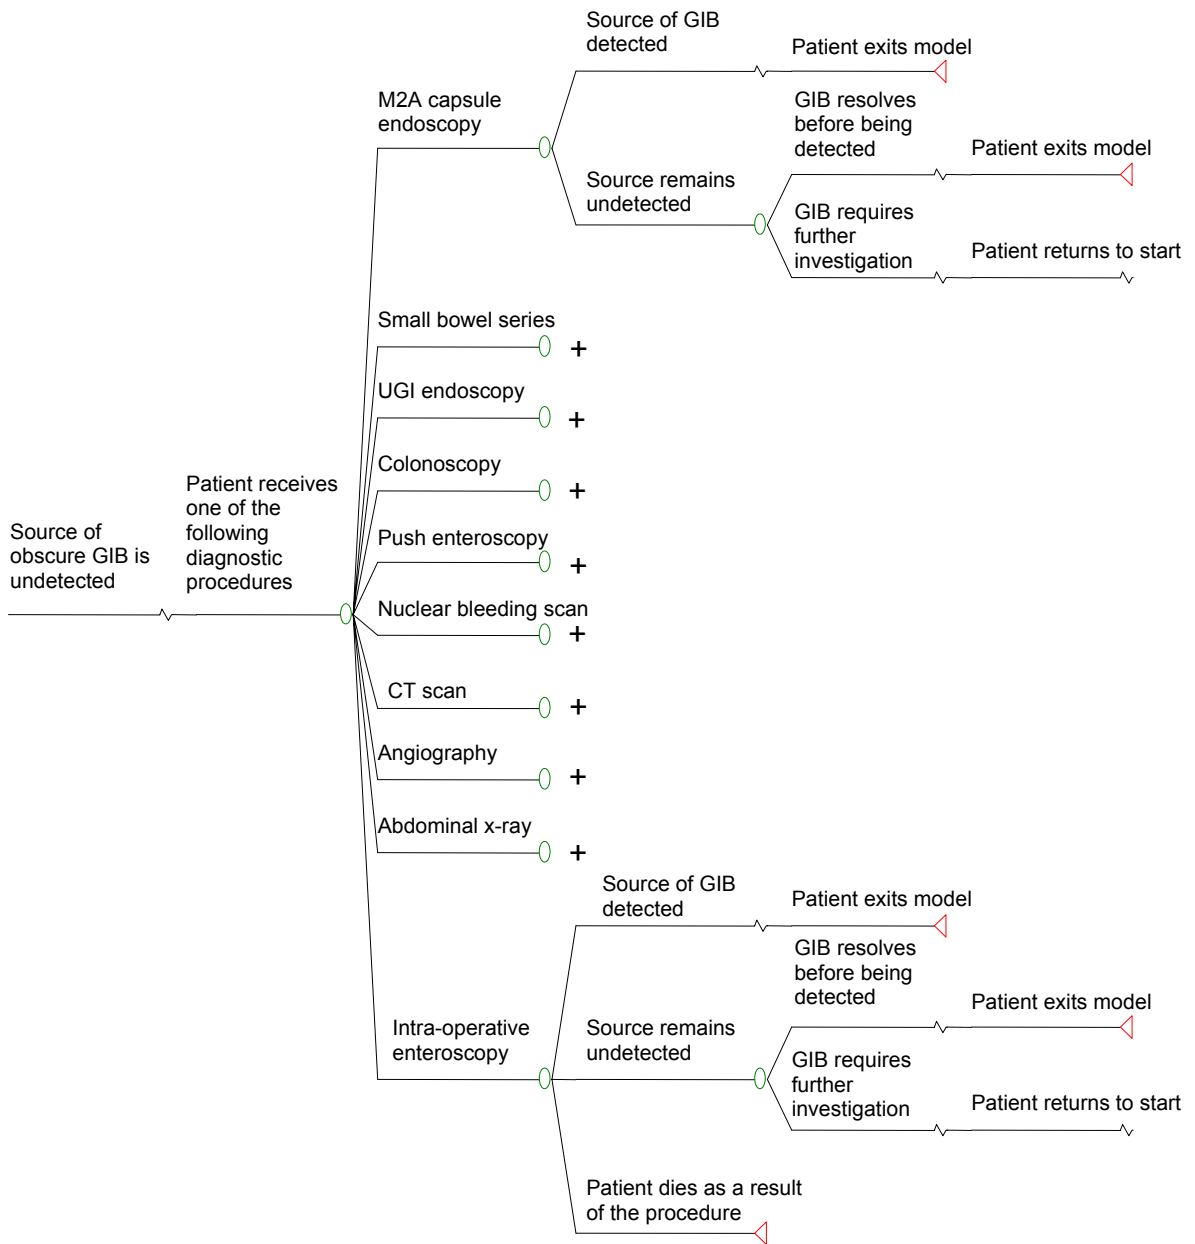 Source of GIB
detected
Patient exits model
M2A capsule
endoscopy
GIB resolves
before being
detected
Patient exits model
Source remains
undetected
GIB requires
further
investigation
Patient returns to start
Small bowel series
+
UGI endoscopy
+
Colonoscopy
+
Patient receives
one of the
following
diagnostic
procedures
Source of
obscure GIB is
undetected
Push enteroscopy
+
Nuclear bleeding scan
+
CT scan
+
Angiography
+
Abdominal x-ray
+
Source of GIB
detected
Patient exits model
GIB resolves
before being
detected
Patient exits model
Intra-operative
enteroscopy
Source remains
undetected
GIB requires
further
investigation
Patient returns to start
Patient dies as a result
of the procedure